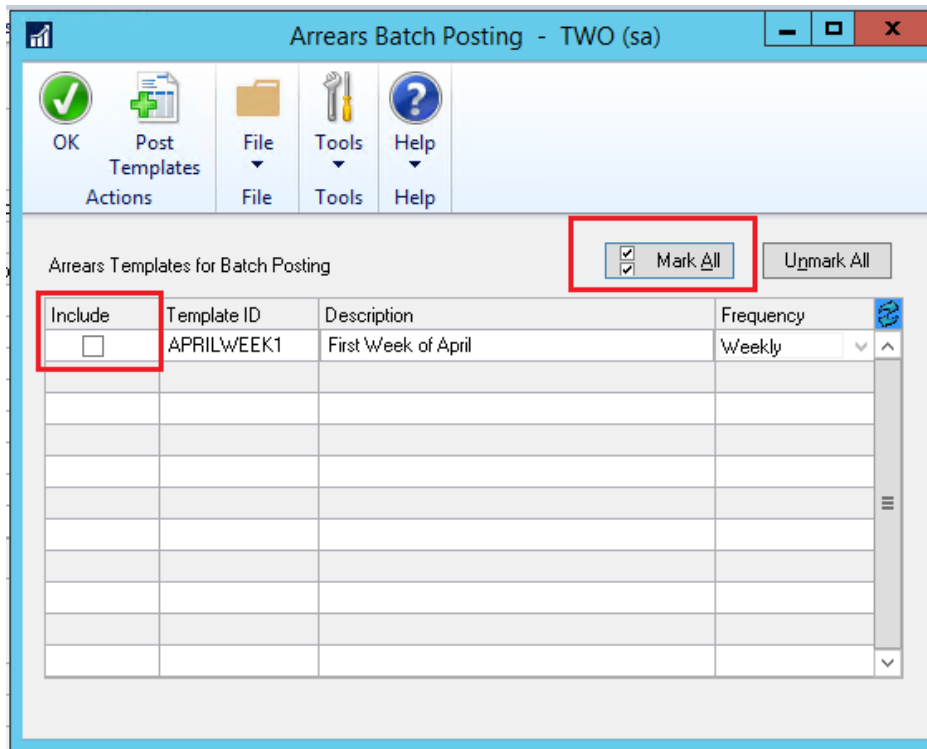 Arrears Batch Posting - TWO (sa)
OK
Post
Templates
File
Tools
Help
Actions
File
Tools
Help
Arrears Templates for Batch Posting
Mark All
Unmark All
Include Template ID Description Frequency
APRILWEEK1 First Week of April Weekly